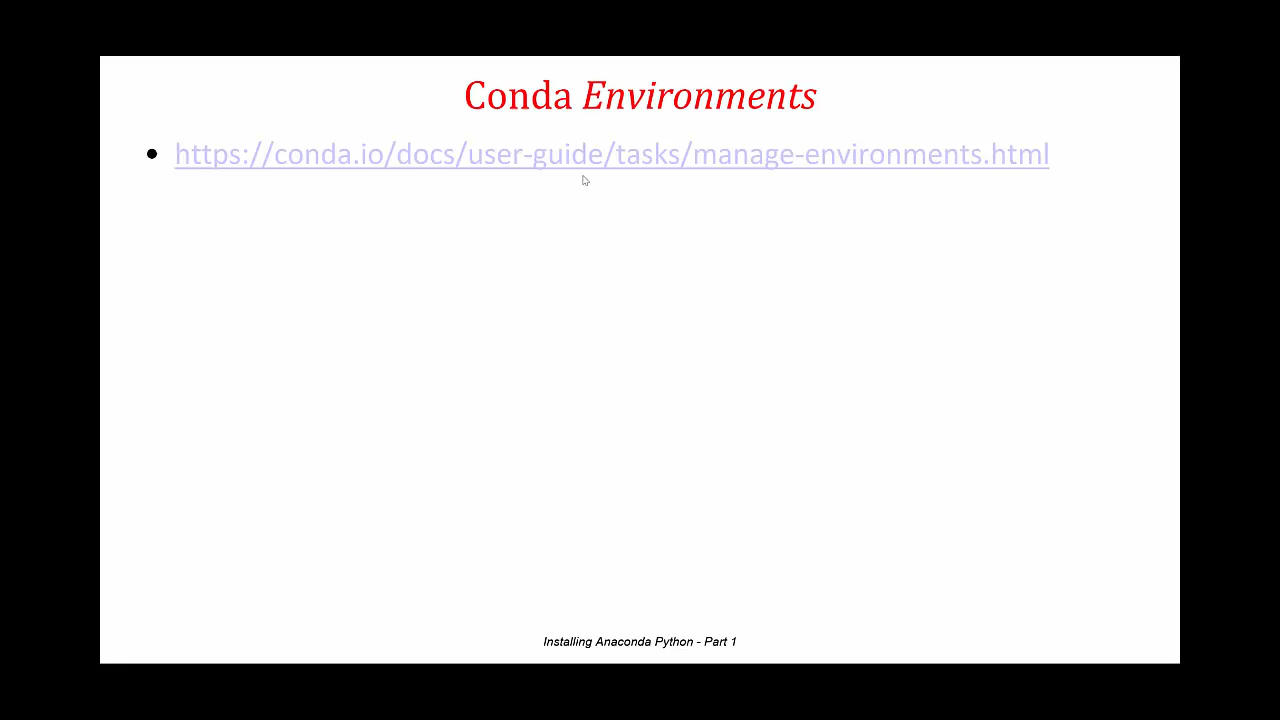 Conda Environments
• https://conda.io/docs/user-guide/tasks/manage-environments.html
Installing Anaconda Python - Part 1